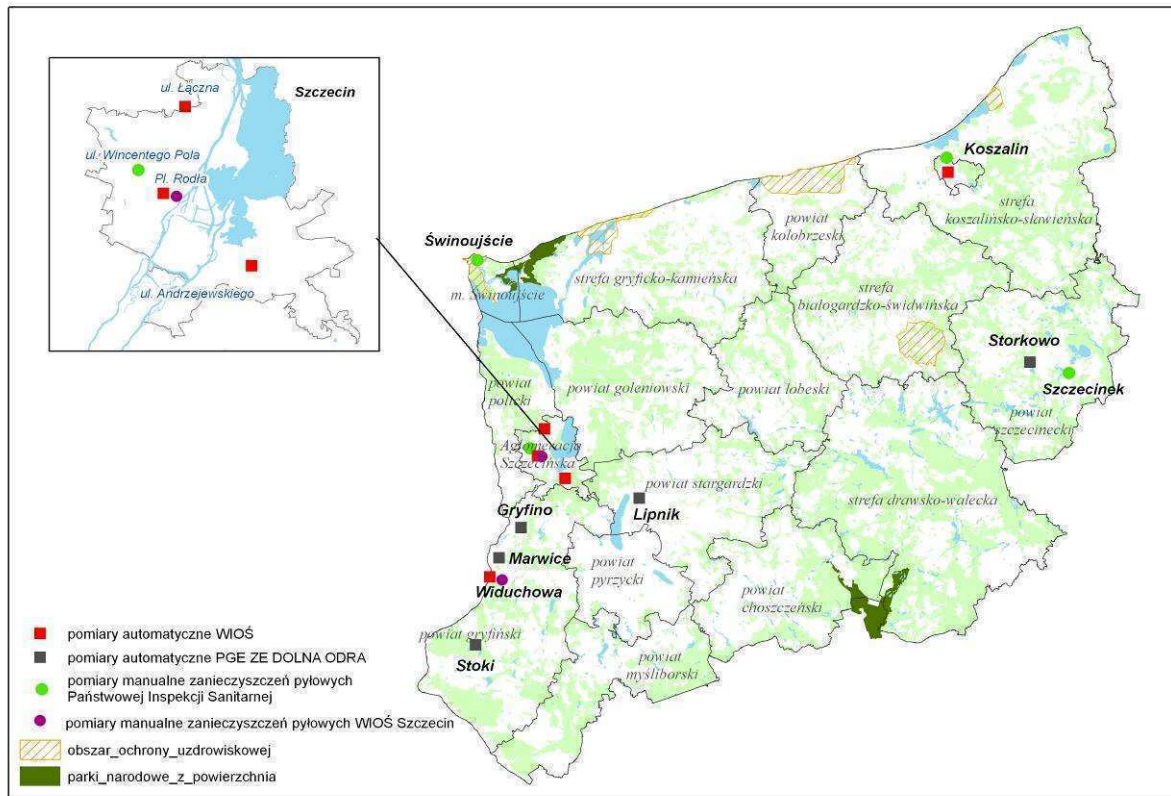 ul. Łączna
Szczecin
ul. Wincentego Pola
Pl. Rodła
ul. Andrzejewskiego
Koszalin
strefa
koszalińsko-sławieńska
powiat
kołobrzeski
Świnoujście
m. Świnoujście
strefa gryficko-kamieńska
strefa
białogardzko-świdwińska
Storkowo
Szczecinek
powiat
szczecinecki
powiat
policki
powiat goleniowski
powiat łobeski
Aglomeracja
Szczecińska
powiat stargardzki
strefa drawsko-wałecka
Gryfino
Lipnik
Marwice
powiat
pyrzycki
Widuchowa
powiat
choszczeński
powiat gryfiński
Stoki
powiat
myśliborski
pomiary automatyczne WIOŚ
pomiary automatyczne PGE ZE DOLNA ODRA
pomiary manualne zanieczyszczeń pyłowych
Państwowej Inspekcji Sanitarnej
pomiary manualne zanieczyszczeń pyłowych WIOŚ Szczecin
obszar_ochrony_uzdrowiskowej
parki_narodowe_z_powierzchnia